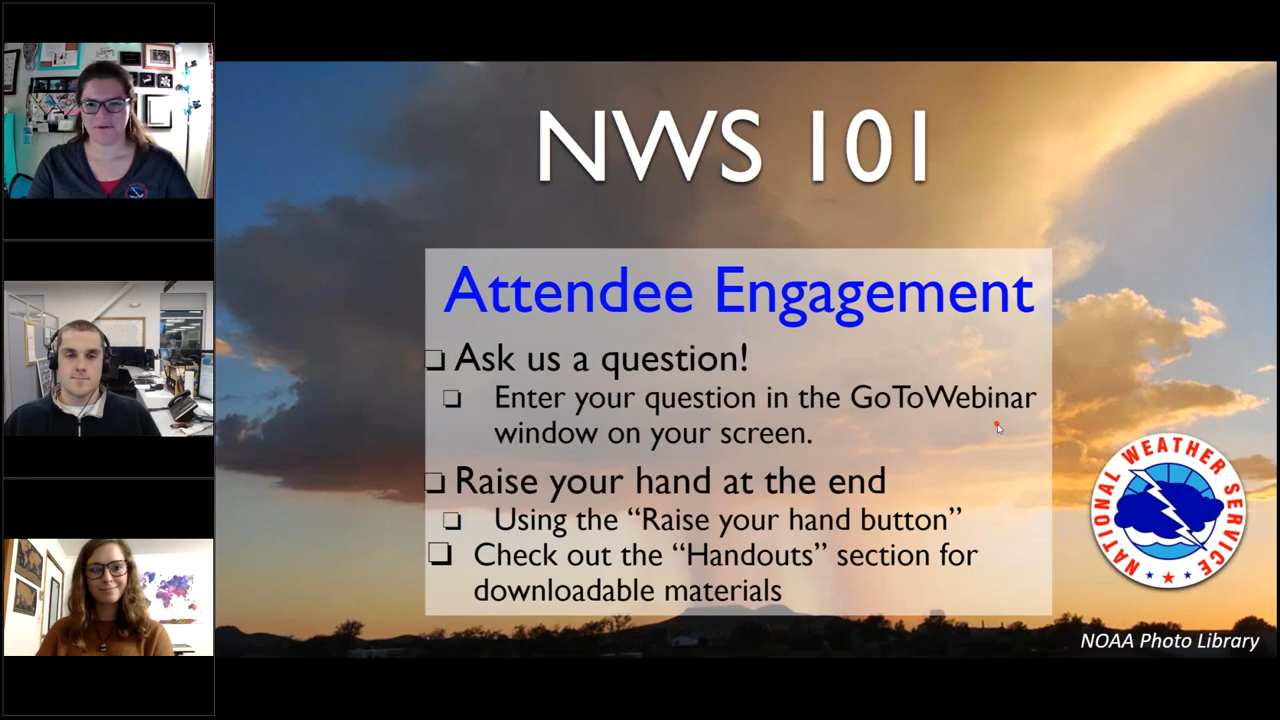 NWS 101
Attendee Engagement
Ask us a question!
Enter your question in the GoToWebinar
window on your screen.
Raise your hand at the end
Using the “Raise your hand button”
Check out the “Handouts” section for
downloadable materials
NATIONAL WEATHER SERVICE
NOAA Photo Library